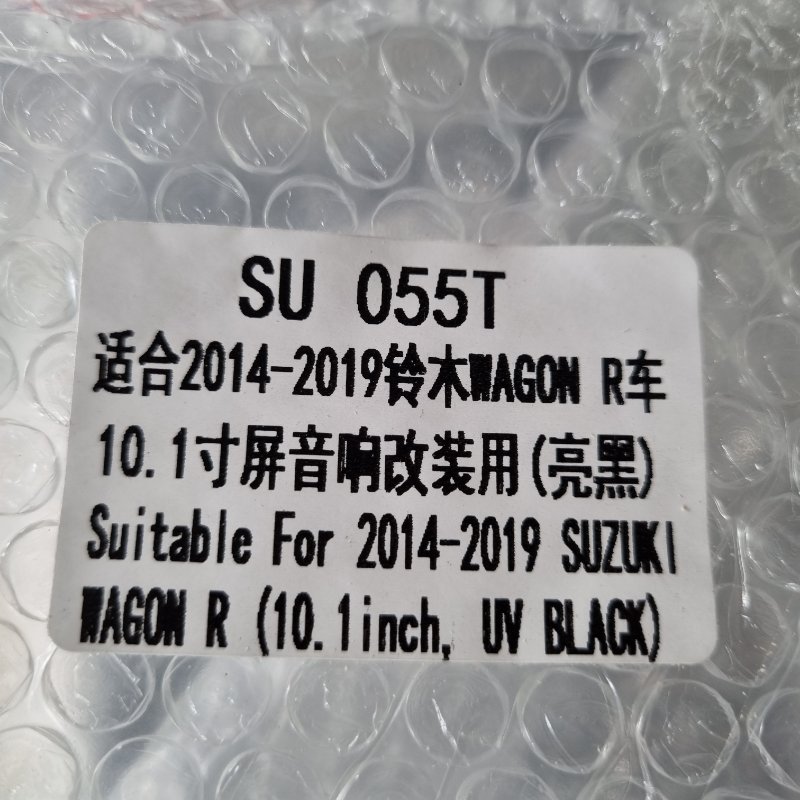 SU 055T
适合2014-2019铃木WAGON R车
10.1寸屏音响改装用(亮黑)
Suitable For 2014-2019 SUZUKI
WAGON R (10.1inch, UV BLACK)